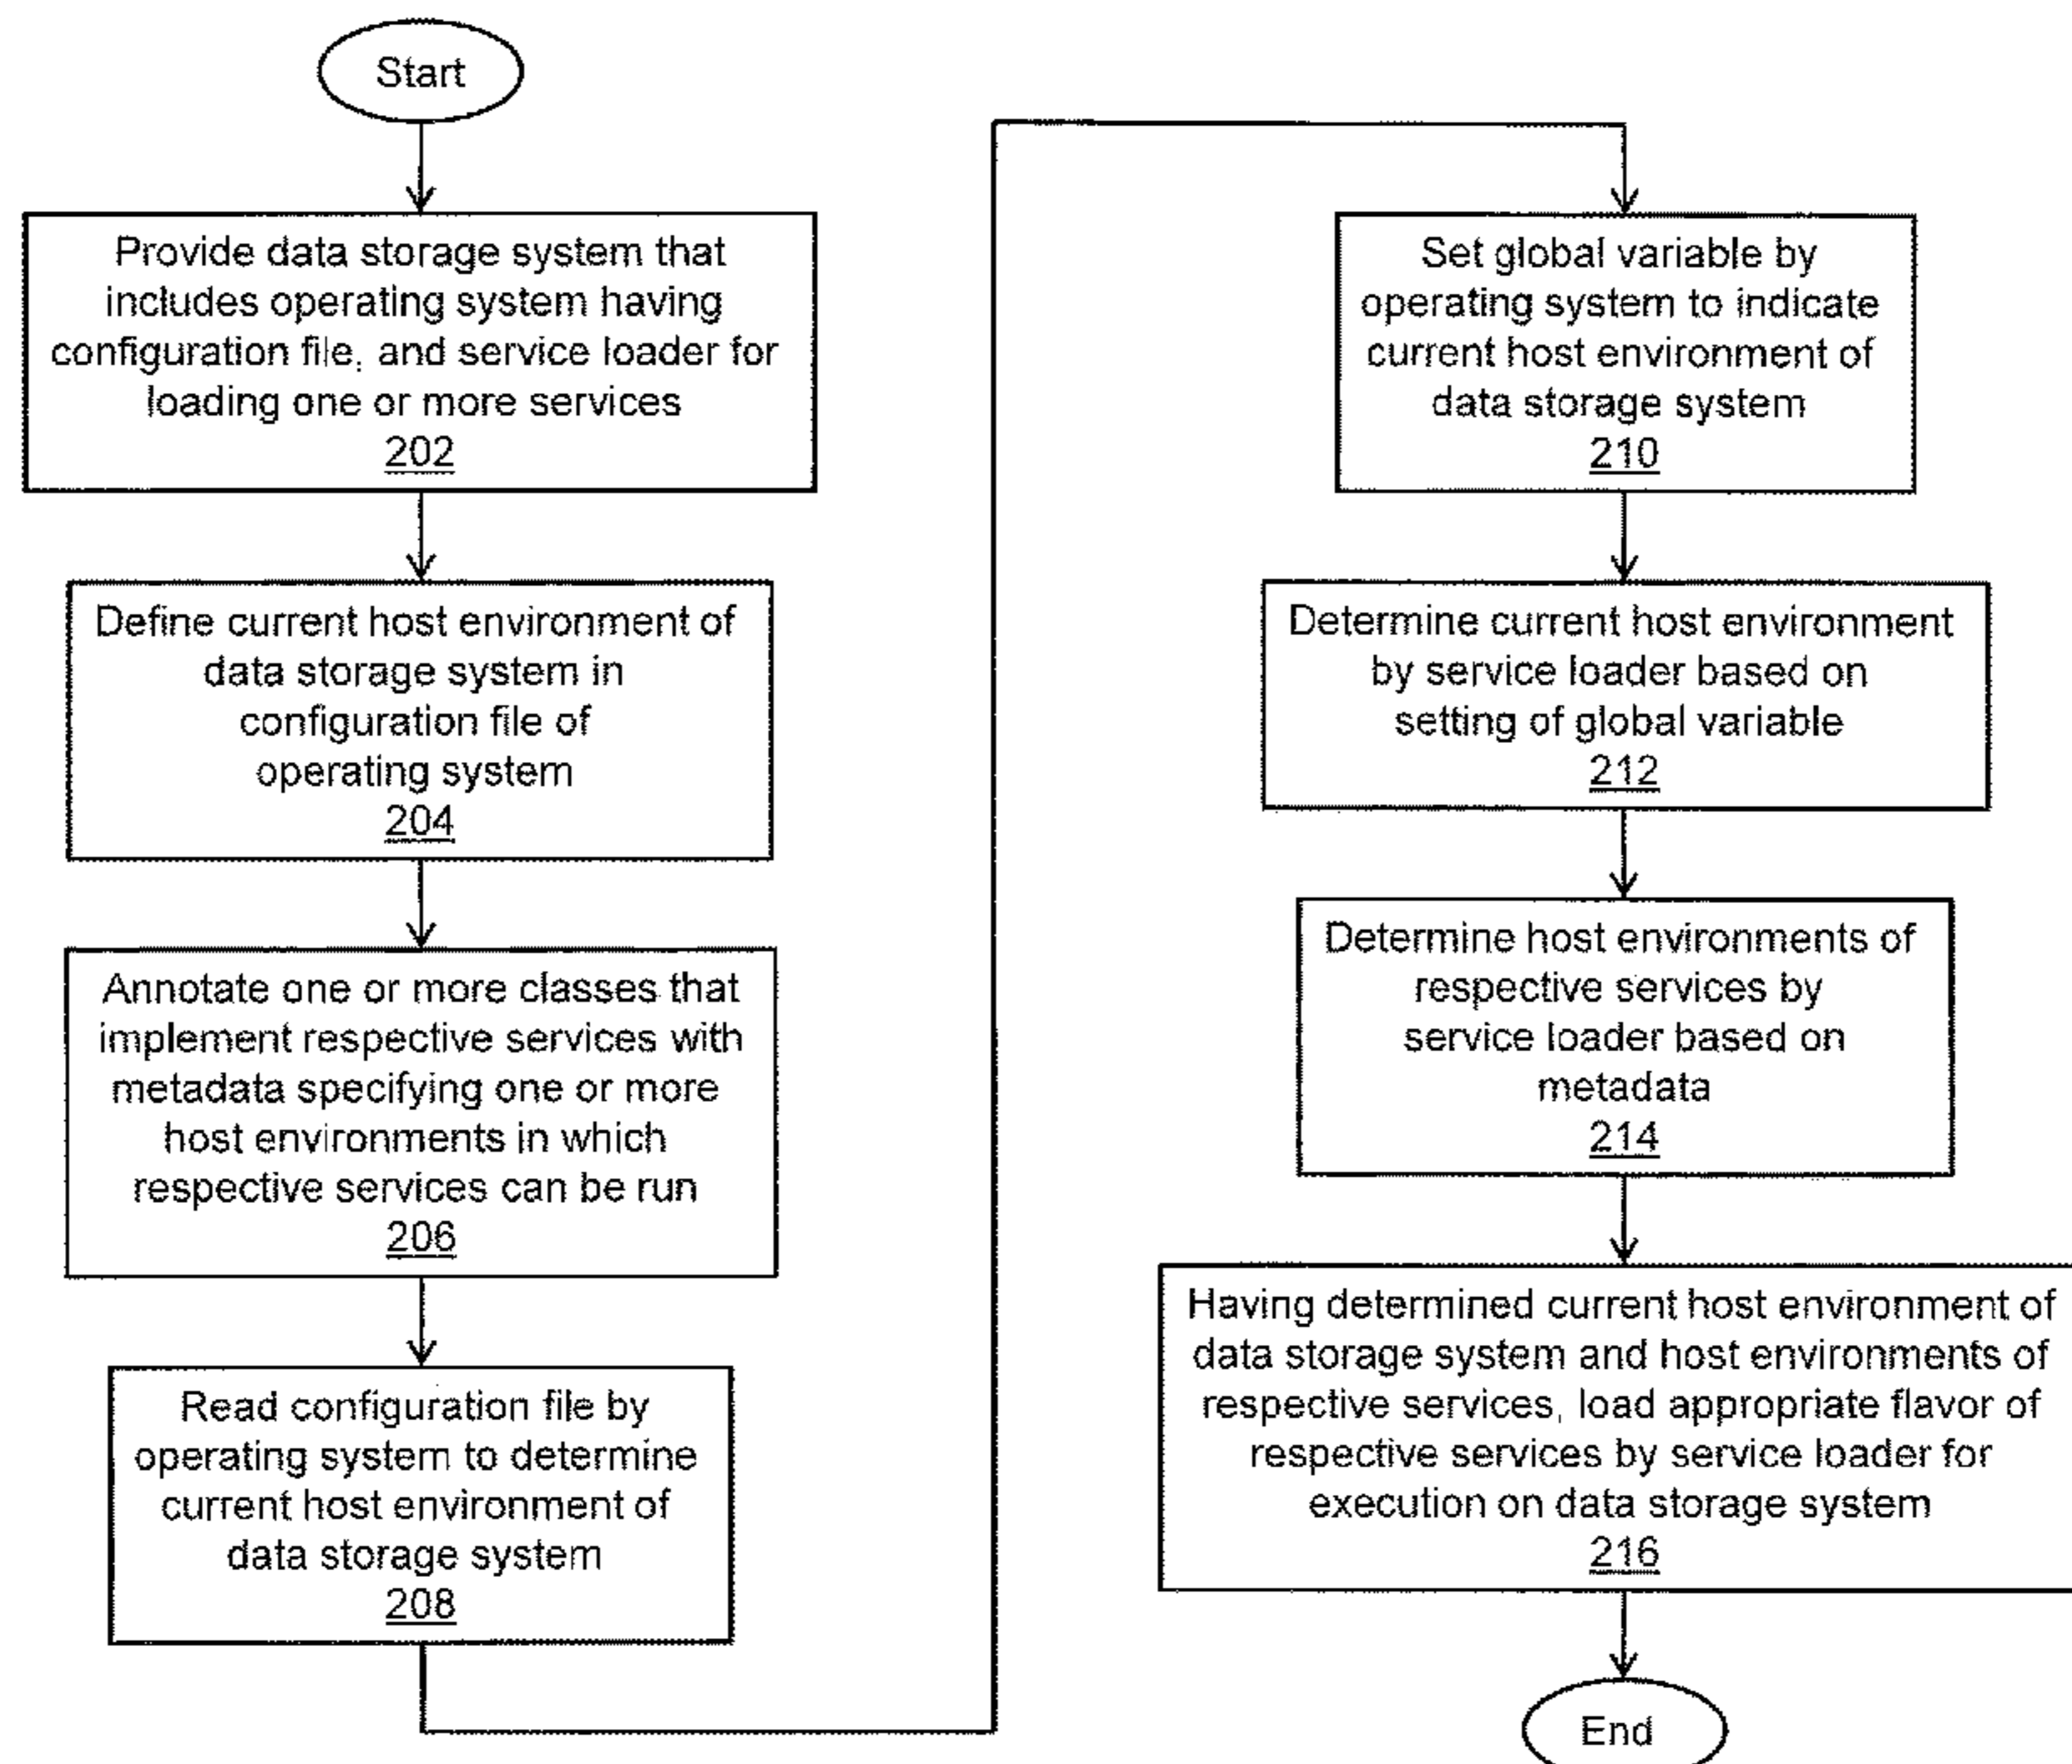 Start
Provide data storage system that
includes operating system having
configuration file, and service loader for
loading one or more services
202
Define current host environment of
data storage system in
configuration file of
operating system
204
Annotate one or more classes that
implement respective services with
metadata specifying one or more
host environments in which
respective services can be run
206
Read configuration file by
operating system to determine
current host environment of
data storage system
208
Set global variable by
operating system to indicate
current host environment of
data storage system
210
Determine current host environment
by service loader based on
setting of global variable
212
Determine host environments of
respective services by
service loader based on
metadata
214
Having determined current host environment of
data storage system and host environments of
respective services, load appropriate flavor of
respective services by service loader for
execution on data storage system
216
End